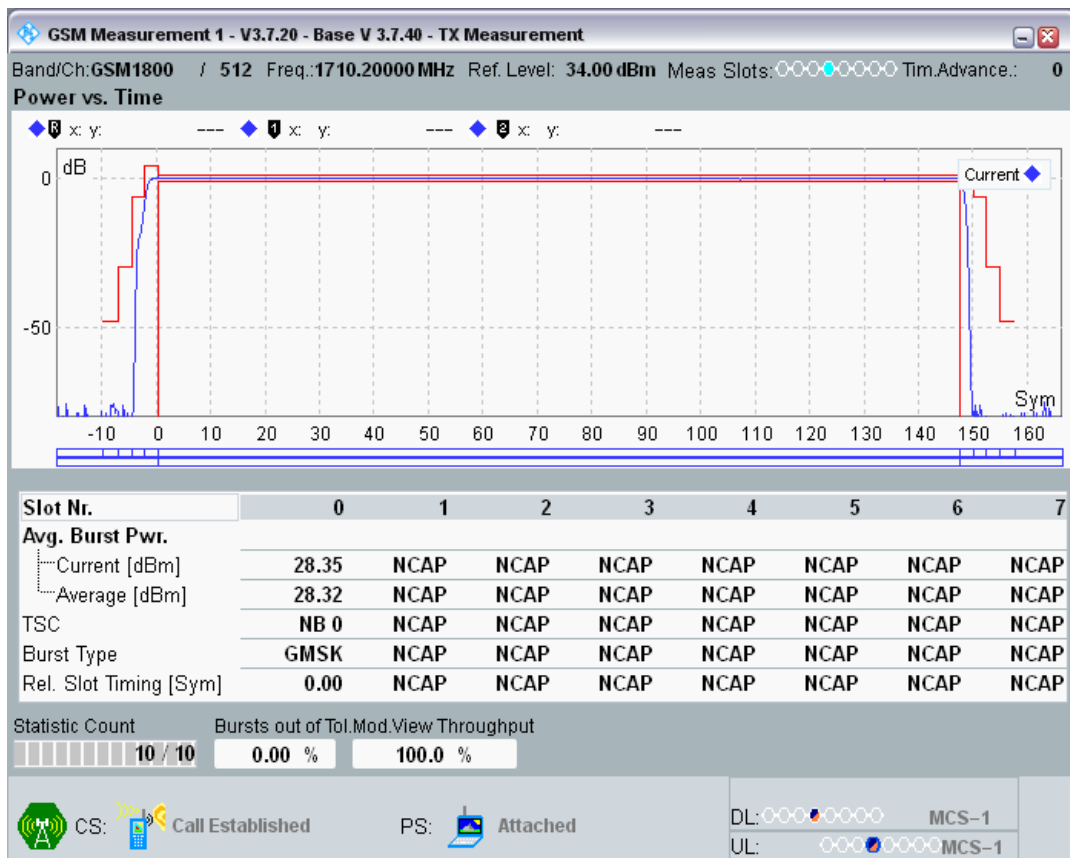 GSM Measurement 1 - V3.7.20 - Base V 3.7.40 - TX Measurement
Band/Ch:GSM1800 / 512 Freq.:1710.20000 MHz Ref. Level: 34.00 dBm Meas Slots: Tim.Advance.: 0
Power vs. Time
R x: y: --- 1 x: y: --- 2 x: y: ---
dB
Current
0
-50
Sym
-10 0 10 20 30 40 50 60 70 80 90 100 110 120 130 140 150 160
Slot Nr. 0 1 2 3 4 5 6 7
Avg. Burst Pwr.
Current [dBm] 28.35 NCAP NCAP NCAP NCAP NCAP NCAP NCAP
Average [dBm] 28.32 NCAP NCAP NCAP NCAP NCAP NCAP NCAP
TSC NB 0 NCAP NCAP NCAP NCAP NCAP NCAP NCAP
Burst Type GMSK NCAP NCAP NCAP NCAP NCAP NCAP NCAP
Rel. Slot Timing [Sym] 0.00 NCAP NCAP NCAP NCAP NCAP NCAP NCAP
Statistic Count Bursts out of Tol. Mod.View Throughput
10 / 10 0.00 % 100.0 %
CS: Call Established PS: Attached
DL: MCS-1
UL: MCS-1